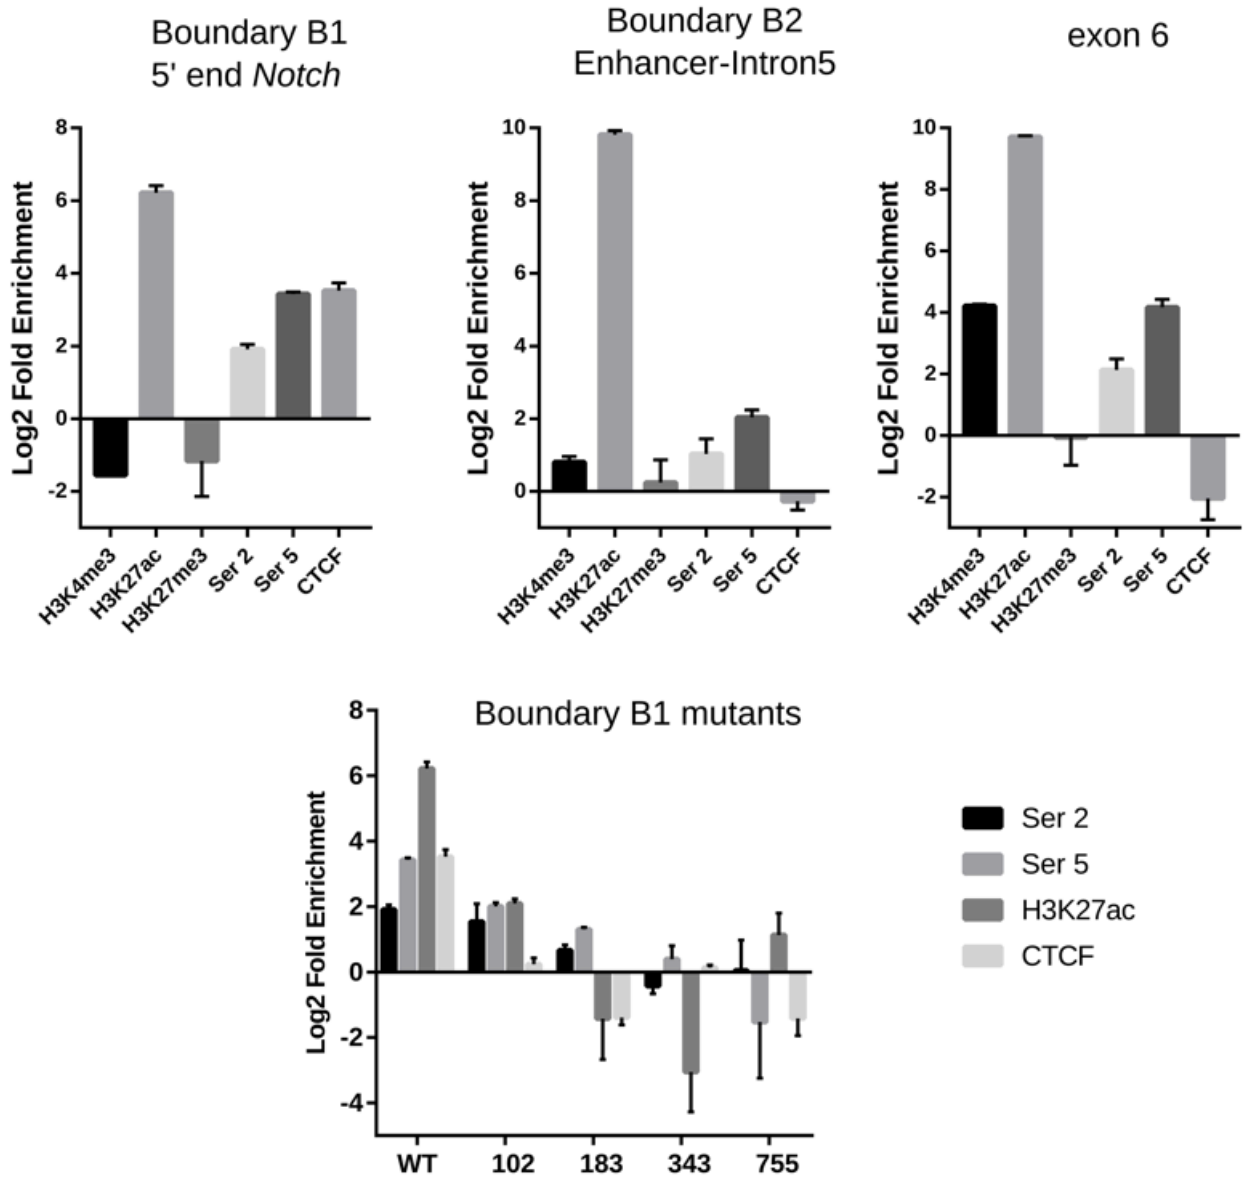 Boundary B1
5' end Notch
Log2 Fold Enrichment
8
6
4
2
0
-2
H3K4me3
H3K27ac
H3K27me3
Ser 2
Ser 5
CTCF
Boundary B2
Enhancer-Intron5
Log2 Fold Enrichment
10
8
6
4
2
0
H3K4me3
H3K27ac
H3K27me3
Ser 2
Ser 5
CTCF
exon 6
Log2 Fold Enrichment
10
8
6
4
2
0
-2
H3K4me3
H3K27ac
H3K27me3
Ser 2
Ser 5
CTCF
Boundary B1 mutants
Log2 Fold Enrichment
8
6
4
2
0
-2
-4
WT
102
183
343
755
Ser 2
Ser 5
H3K27ac
CTCF